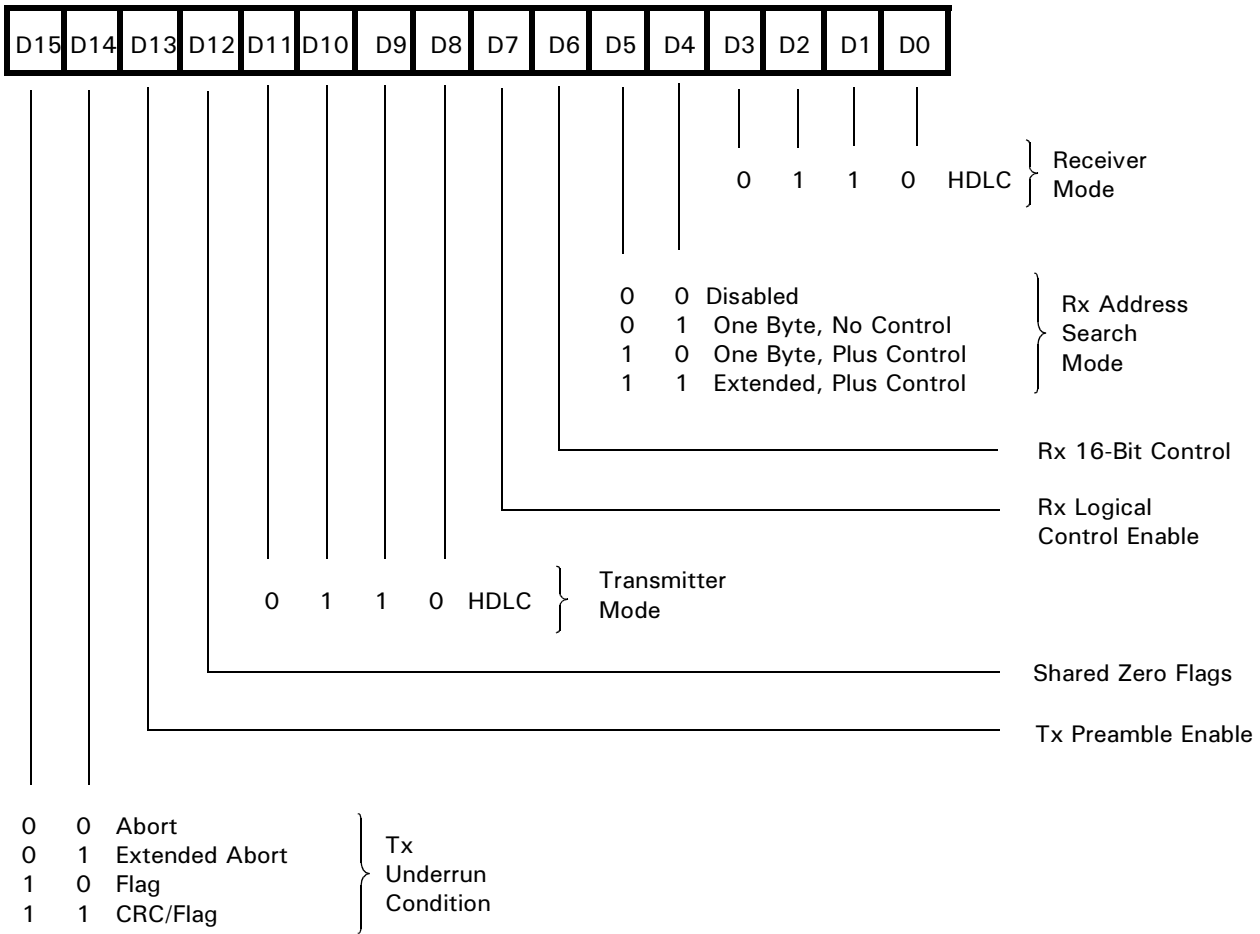 D15 D14 D13 D12 D11 D10 D9 D8 D7 D6 D5 D4 D3 D2 D1 D0
0 1 1 0 HDLC
Receiver
Mode
0 0 Disabled
0 1 One Byte, No Control
1 0 One Byte, Plus Control
1 1 Extended, Plus Control
Rx Address
Search
Mode
Rx 16-Bit Control
Rx Logical
Control Enable
0 1 1 0 HDLC
Transmitter
Mode
Shared Zero Flags
Tx Preamble Enable
0 0 Abort
0 1 Extended Abort
1 0 Flag
1 1 CRC/Flag
Tx
Underrun
Condition